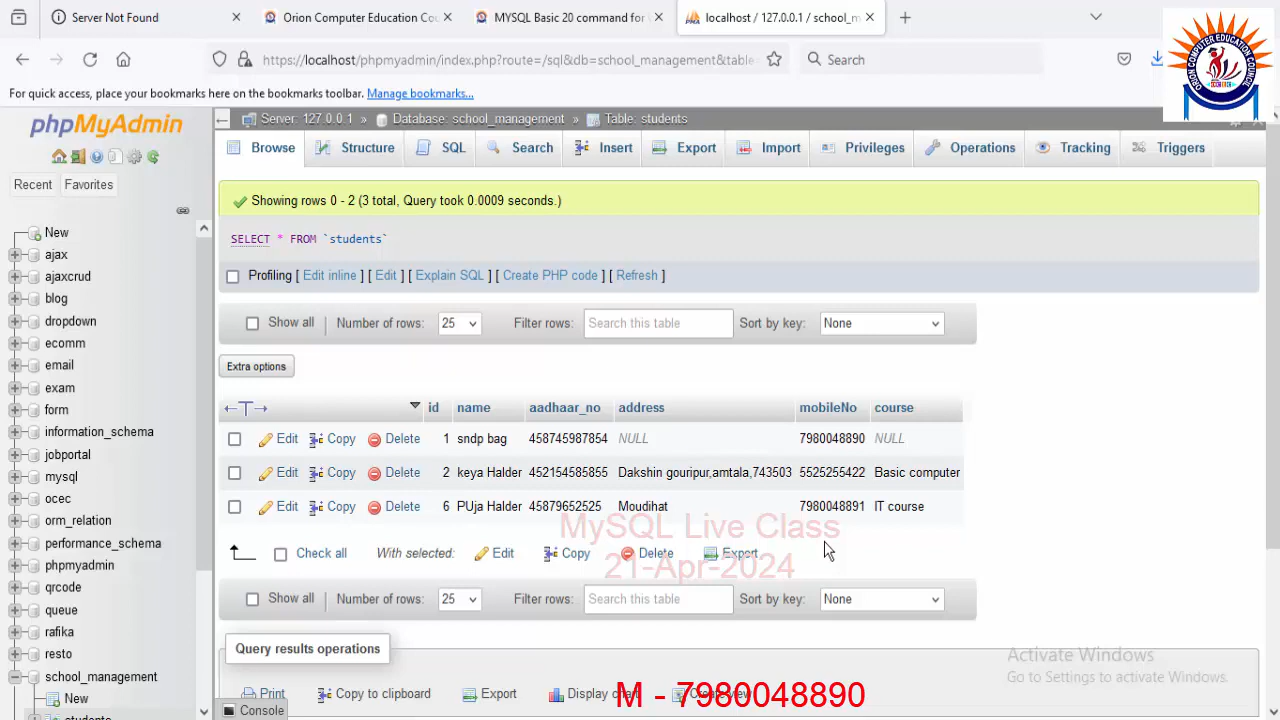 Server Not Found
Orion Computer Education Cou
MYSQL Basic 20 command for
localhost / 127.0.0.1 / school_m
https://localhost/phpmyadmin/index.php?route=/sql&db=school_management&table
Search
For quick access, place your bookmarks here on the bookmarks toolbar. Manage bookmarks...
ORION COMPUTER EDUCATION COUNCIL
phpMyAdmin
Recent Favorites
New
ajax
ajaxcrud
blog
dropdown
ecomm
email
exam
form
information_schema
jobportal
mysql
ocec
orm_relation
performance_schema
phpmyadmin
qrcode
queue
rafika
resto
school_management
New
students
Server: 127.0.0.1 » Database: school_management » Table: students
Browse Structure SQL Search Insert Export Import Privileges Operations Tracking Triggers
Showing rows 0 - 2 (3 total, Query took 0.0009 seconds.)
SELECT * FROM `students`
Profiling [ Edit inline ] [ Edit ] [ Explain SQL ] [ Create PHP code ] [ Refresh ]
Show all Number of rows: 25 Filter rows: Search this table Sort by key: None
Extra options
id name aadhaar_no address mobileNo course
Edit Copy Delete 1 sndp bag 458745987854 NULL 7980048890 NULL
Edit Copy Delete 2 keya Halder 452154585855 Dakshin gouripur,amtala,743503 5525255422 Basic computer
Edit Copy Delete 6 PUja Halder 45879652525 Moudihat 7980048891 IT course
MySQL Live Class
Check all With selected: Edit Copy Delete Export
21-Apr-2024
Show all Number of rows: 25 Filter rows: Search this table Sort by key: None
Query results operations
Print Copy to clipboard Export Display chart Create view
M - 7980048890
Console
Activate Windows
Go to Settings to activate Windows.